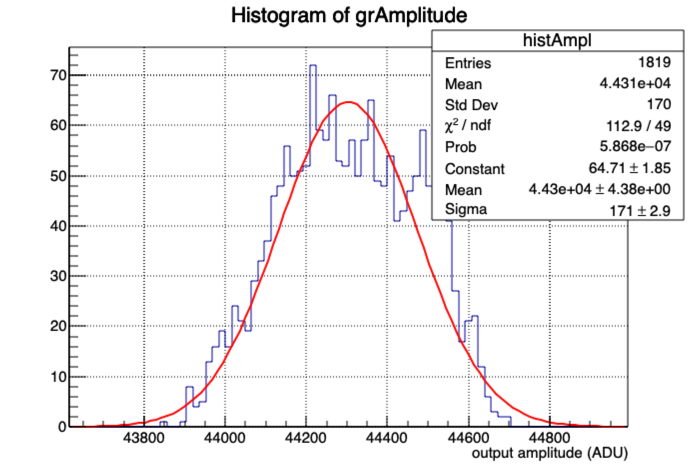 Histogram of grAmplitude
histAmpl
Entries 1819
Mean 4.431e+04
Std Dev 170
χ² / ndf 112.9 / 49
Prob 5.868e−07
Constant 64.71 ± 1.85
Mean 4.43e+04 ± 4.38e+00
Sigma 171 ± 2.9
70
60
50
40
30
20
10
0
43800 44000 44200 44400 44600 44800
output amplitude (ADU)